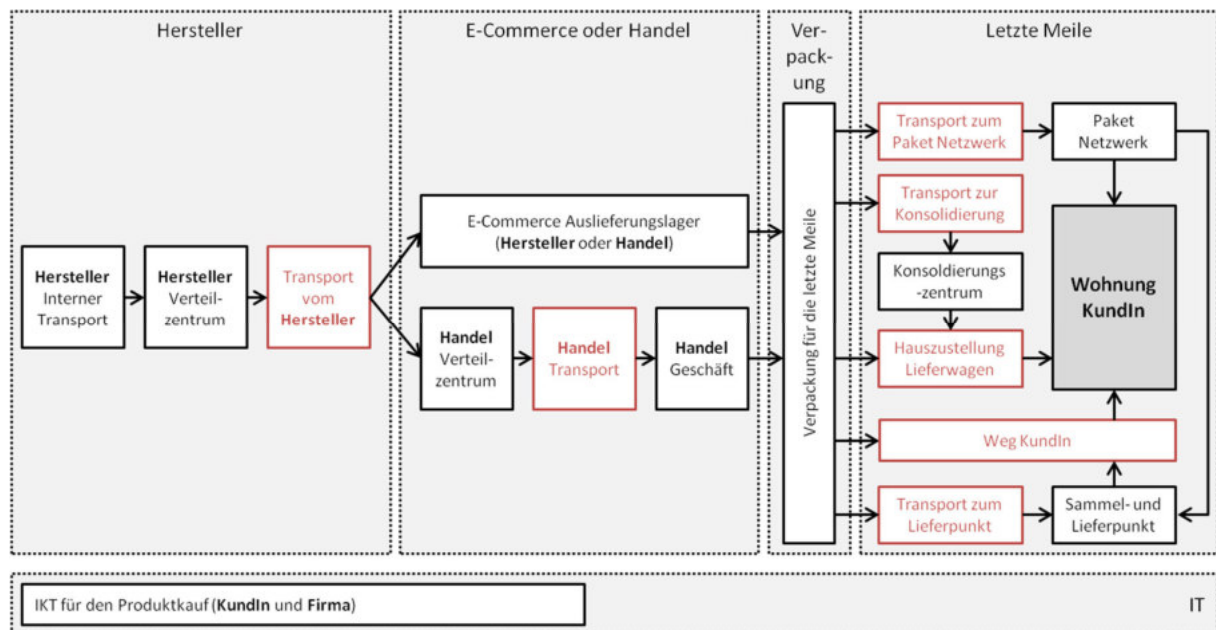 Hersteller
E-Commerce oder Handel
Ver-
pack-
ung
Letzte Meile
Hersteller
Interner
Transport
Hersteller
Verteil-
zentrum
Transport
vom
Hersteller
E-Commerce Auslieferungslager
(Hersteller oder Handel)
Handel
Verteil-
zentrum
Handel
Transport
Handel
Geschäft
Verpackung für die letzte Meile
Transport zum
Paket Netzwerk
Paket
Netzwerk
Transport zur
Konsolidierung
Konsoldierungs
-zentrum
Wohnung
KundIn
Hauszustellung
Lieferwagen
Weg KundIn
Transport zum
Lieferpunkt
Sammel- und
Lieferpunkt
IKT für den Produktkauf (KundIn und Firma)
IT